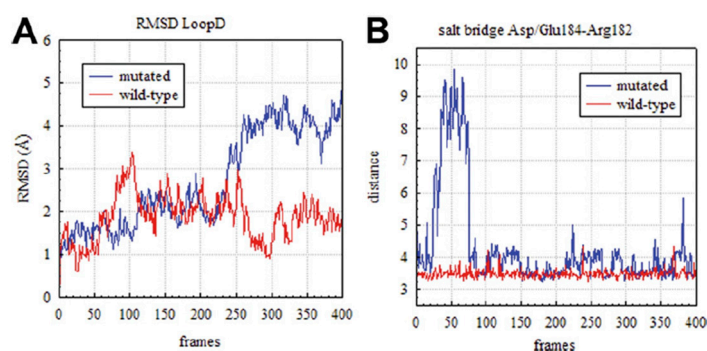 A
RMSD LoopD
6
5
4
3
2
1
0
RMSD (Å)
mutated
wild-type
0 50 100 150 200 250 300 350 400
frames
B
salt bridge Asp/Glu184-Arg182
10
9
8
7
6
5
4
3
distance
mutated
wild-type
0 50 100 150 200 250 300 350 400
frames